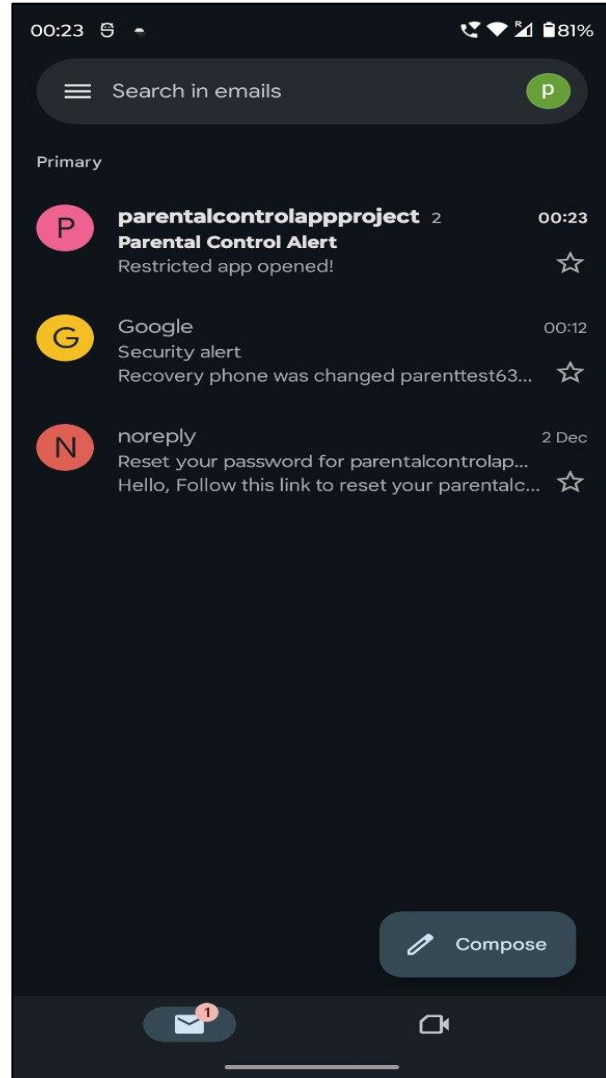 00:23 R 81%
Search in emails p
Primary
P parentalcontrolappproject 2 00:23
Parental Control Alert
Restricted app opened!
G Google 00:12
Security alert
Recovery phone was changed parenttest63...
N noreply 2 Dec
Reset your password for parentalcontrolap...
Hello, Follow this link to reset your parentalc...
Compose
1